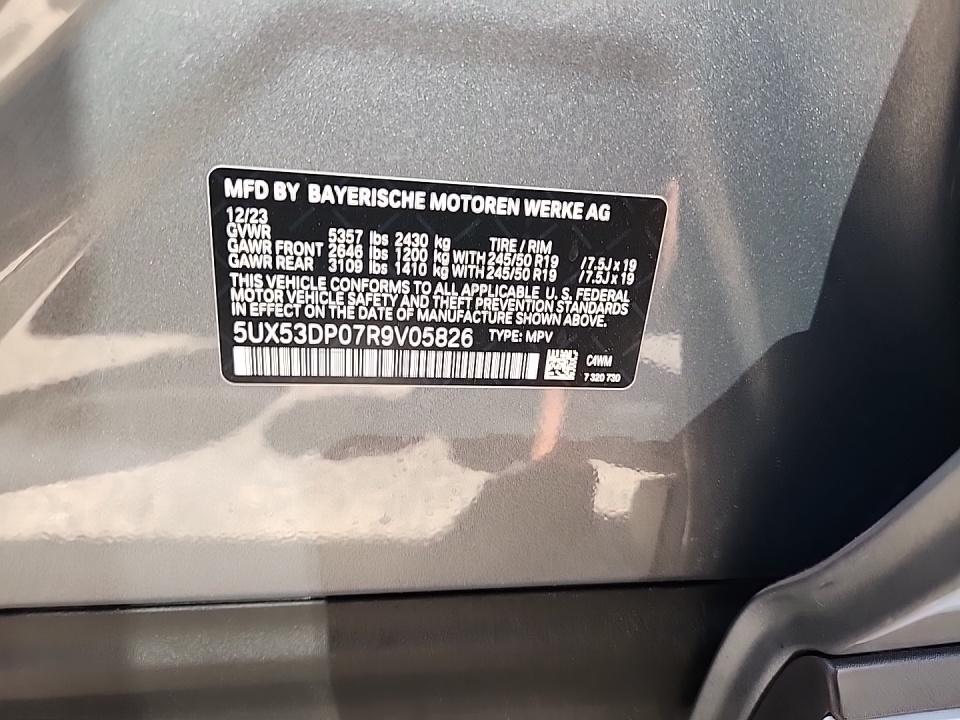 MFD BY BAYERISCHE MOTOREN WERKE AG
12/23
GVWR 5357 lbs 2430 kg TIRE / RIM
GAWR FRONT 2646 lbs 1200 kg WITH 245/50 R19 / 7.5J x 19
GAWR REAR 3109 lbs 1410 kg WITH 245/50 R19 / 7.5J x 19
THIS VEHICLE CONFORMS TO ALL APPLICABLE U. S. FEDERAL
MOTOR VEHICLE SAFETY AND THEFT PREVENTION STANDARDS
IN EFFECT ON THE DATE OF MANUFACTURE SHOWN ABOVE.
5UX53DP07R9V05826 TYPE: MPV
C4WM
7 320 730